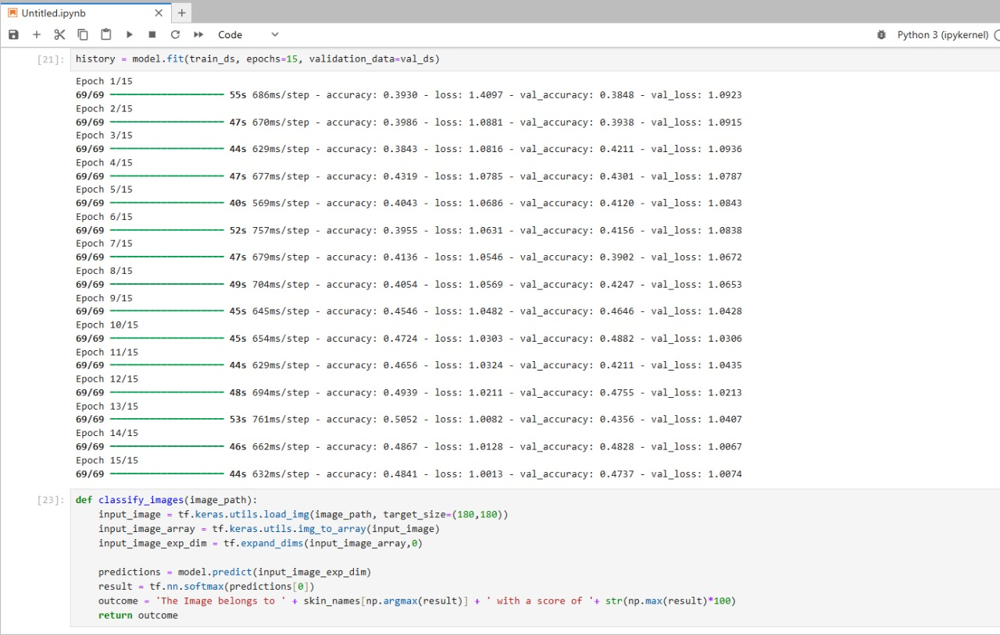 Untitled.ipynb
Code
Python 3 (ipykernel)
[21]: history = model.fit(train_ds, epochs=15, validation_data=val_ds)
Epoch 1/15
69/69 ━━━━━━━━━━━━━━━━━━━━ 55s 686ms/step - accuracy: 0.3930 - loss: 1.4097 - val_accuracy: 0.3848 - val_loss: 1.0923
Epoch 2/15
69/69 ━━━━━━━━━━━━━━━━━━━━ 47s 670ms/step - accuracy: 0.3986 - loss: 1.0881 - val_accuracy: 0.3938 - val_loss: 1.0915
Epoch 3/15
69/69 ━━━━━━━━━━━━━━━━━━━━ 44s 629ms/step - accuracy: 0.3843 - loss: 1.0816 - val_accuracy: 0.4211 - val_loss: 1.0936
Epoch 4/15
69/69 ━━━━━━━━━━━━━━━━━━━━ 47s 677ms/step - accuracy: 0.4319 - loss: 1.0785 - val_accuracy: 0.4301 - val_loss: 1.0787
Epoch 5/15
69/69 ━━━━━━━━━━━━━━━━━━━━ 40s 569ms/step - accuracy: 0.4043 - loss: 1.0686 - val_accuracy: 0.4120 - val_loss: 1.0843
Epoch 6/15
69/69 ━━━━━━━━━━━━━━━━━━━━ 52s 757ms/step - accuracy: 0.3955 - loss: 1.0631 - val_accuracy: 0.4156 - val_loss: 1.0838
Epoch 7/15
69/69 ━━━━━━━━━━━━━━━━━━━━ 47s 679ms/step - accuracy: 0.4136 - loss: 1.0546 - val_accuracy: 0.3902 - val_loss: 1.0672
Epoch 8/15
69/69 ━━━━━━━━━━━━━━━━━━━━ 49s 704ms/step - accuracy: 0.4054 - loss: 1.0569 - val_accuracy: 0.4247 - val_loss: 1.0653
Epoch 9/15
69/69 ━━━━━━━━━━━━━━━━━━━━ 45s 645ms/step - accuracy: 0.4546 - loss: 1.0482 - val_accuracy: 0.4646 - val_loss: 1.0428
Epoch 10/15
69/69 ━━━━━━━━━━━━━━━━━━━━ 45s 654ms/step - accuracy: 0.4724 - loss: 1.0303 - val_accuracy: 0.4882 - val_loss: 1.0306
Epoch 11/15
69/69 ━━━━━━━━━━━━━━━━━━━━ 44s 629ms/step - accuracy: 0.4656 - loss: 1.0324 - val_accuracy: 0.4211 - val_loss: 1.0435
Epoch 12/15
69/69 ━━━━━━━━━━━━━━━━━━━━ 48s 694ms/step - accuracy: 0.4939 - loss: 1.0211 - val_accuracy: 0.4755 - val_loss: 1.0213
Epoch 13/15
69/69 ━━━━━━━━━━━━━━━━━━━━ 53s 761ms/step - accuracy: 0.5052 - loss: 1.0082 - val_accuracy: 0.4356 - val_loss: 1.0407
Epoch 14/15
69/69 ━━━━━━━━━━━━━━━━━━━━ 46s 662ms/step - accuracy: 0.4867 - loss: 1.0128 - val_accuracy: 0.4828 - val_loss: 1.0067
Epoch 15/15
69/69 ━━━━━━━━━━━━━━━━━━━━ 44s 632ms/step - accuracy: 0.4841 - loss: 1.0013 - val_accuracy: 0.4737 - val_loss: 1.0074
[23]: def classify_images(image_path):
    input_image = tf.keras.utils.load_img(image_path, target_size=(180,180))
    input_image_array = tf.keras.utils.img_to_array(input_image)
    input_image_exp_dim = tf.expand_dims(input_image_array,0)

    predictions = model.predict(input_image_exp_dim)
    result = tf.nn.softmax(predictions[0])
    outcome = 'The Image belongs to ' + skin_names[np.argmax(result)] + ' with a score of '+ str(np.max(result)*100)
    return outcome